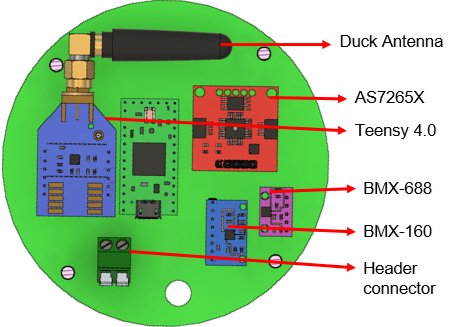 Duck Antenna
AS7265X
Teensy 4.0
BMX-688
BMX-160
Header
connector